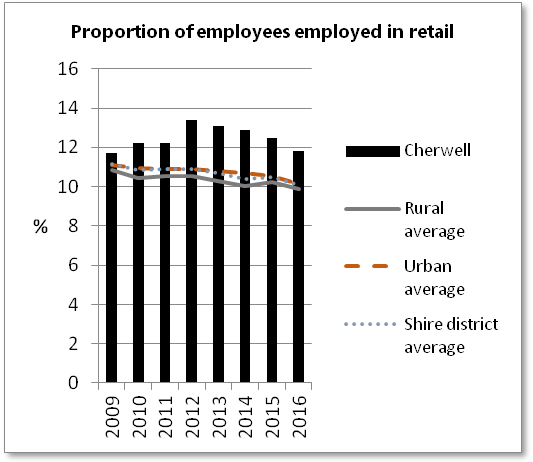 Proportion of employees employed in retail
16
14
12
10
8
6
4
2
0
%
2009
2010
2011
2012
2013
2014
2015
2016
Cherwell
Rural
average
Urban
average
Shire district
average